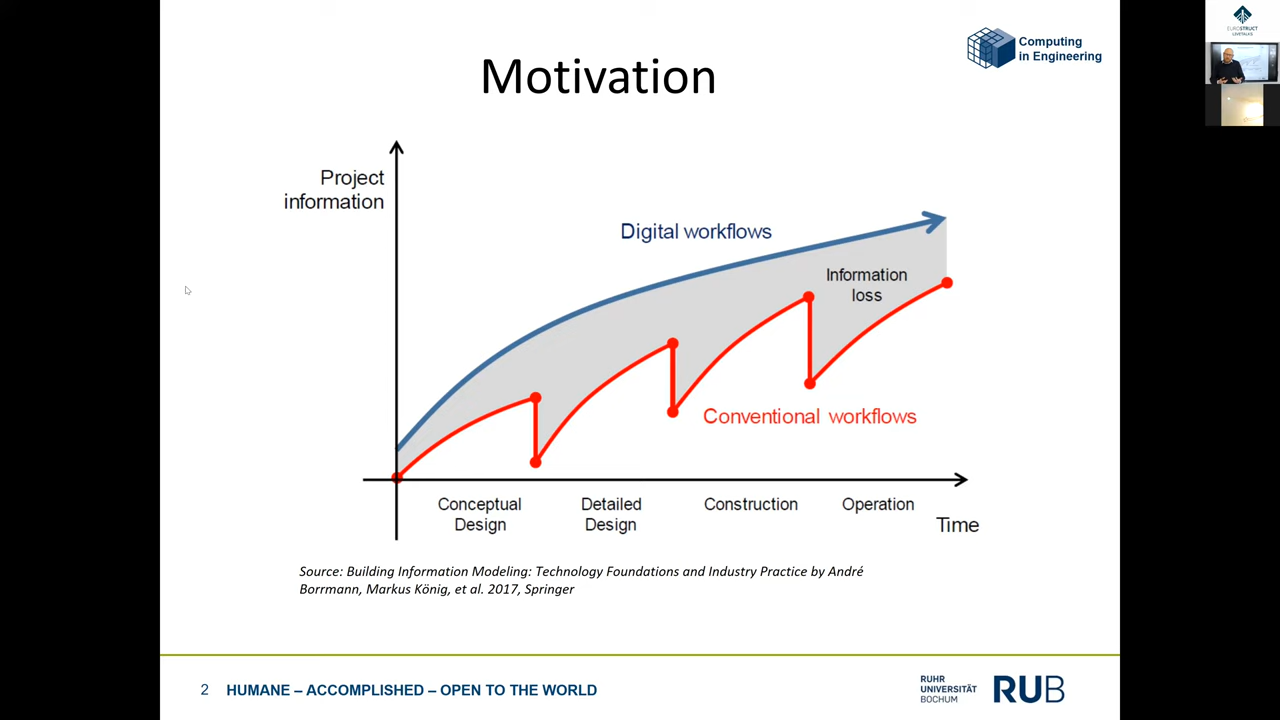 Motivation
Computing
in Engineering
Project
information
Digital workflows
Information
loss
Conventional workflows
Conceptual
Design
Detailed
Design
Construction
Operation
Time
Source: Building Information Modeling: Technology Foundations and Industry Practice by André
Borrmann, Markus König, et al. 2017, Springer
2
HUMANE – ACCOMPLISHED – OPEN TO THE WORLD
RUHR
UNIVERSITÄT
BOCHUM
RUB
EUROSTRUCT
LIVETALKS